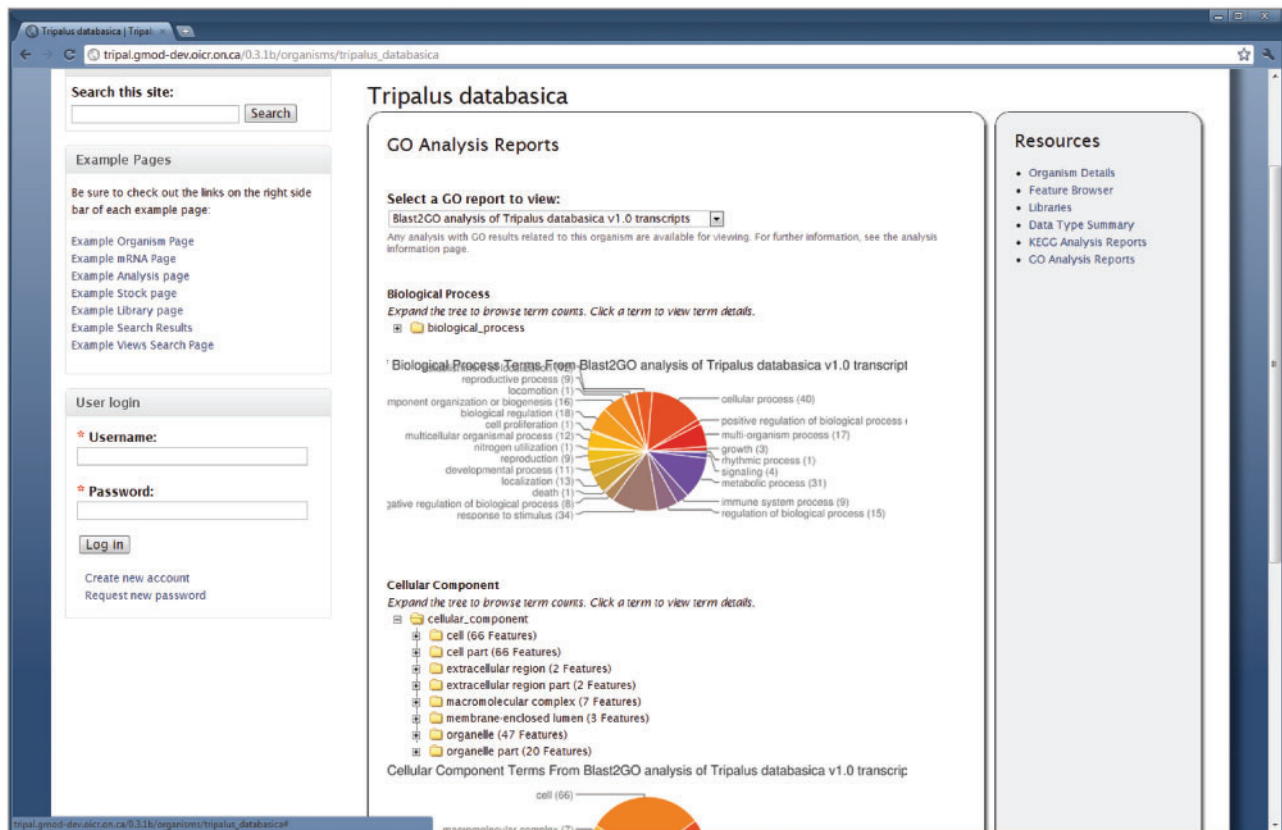 Tripalus databasica | Tripal
tripal.gmod-dev.oicr.on.ca/0.3.1b/organisms/tripalus_databasica
Search this site:
Search
Example Pages
Be sure to check out the links on the right side
bar of each example page:
Example Organism Page
Example mRNA Page
Example Analysis page
Example Stock page
Example Library page
Example Search Results
Example Views Search Page
User login
* Username:
* Password:
Log in
Create new account
Request new password
Tripalus databasica
GO Analysis Reports
Select a GO report to view:
Blast2GO analysis of Tripalus databasica v1.0 transcripts
Any analysis with GO results related to this organism are available for viewing. For further information, see the analysis
information page.
Biological Process
Expand the tree to browse term counts. Click a term to view term details.
biological_process
Biological Process Terms From Blast2GO analysis of Tripalus databasica v1.0 transcript
reproductive process (9)
locomotion (1)
mponent organization or biogenesis (16)
biological regulation (18)
cell proliferation (1)
multicellular organismal process (12)
nitrogen utilization (1)
reproduction (9)
developmental process (11)
localization (13)
death (1)
gative regulation of biological process (8)
response to stimulus (34)
cellular process (40)
positive regulation of biological process (
multi-organism process (17)
growth (3)
rhythmic process (1)
signaling (4)
metabolic process (31)
immune system process (9)
regulation of biological process (15)
Cellular Component
Expand the tree to browse term counts. Click a term to view term details.
cellular_component
cell (66 Features)
cell part (66 Features)
extracellular region (2 Features)
extracellular region part (2 Features)
macromolecular complex (7 Features)
membrane-enclosed lumen (3 Features)
organelle (47 Features)
organelle part (20 Features)
Cellular Component Terms From Blast2GO analysis of Tripalus databasica v1.0 transcrip
cell (66)
macromolecular complex (7)
Resources
Organism Details
Feature Browser
Libraries
Data Type Summary
KEGG Analysis Reports
GO Analysis Reports
tripal.gmod-dev.oicr.on.ca/0.3.1b/organisms/tripalus_databasica#